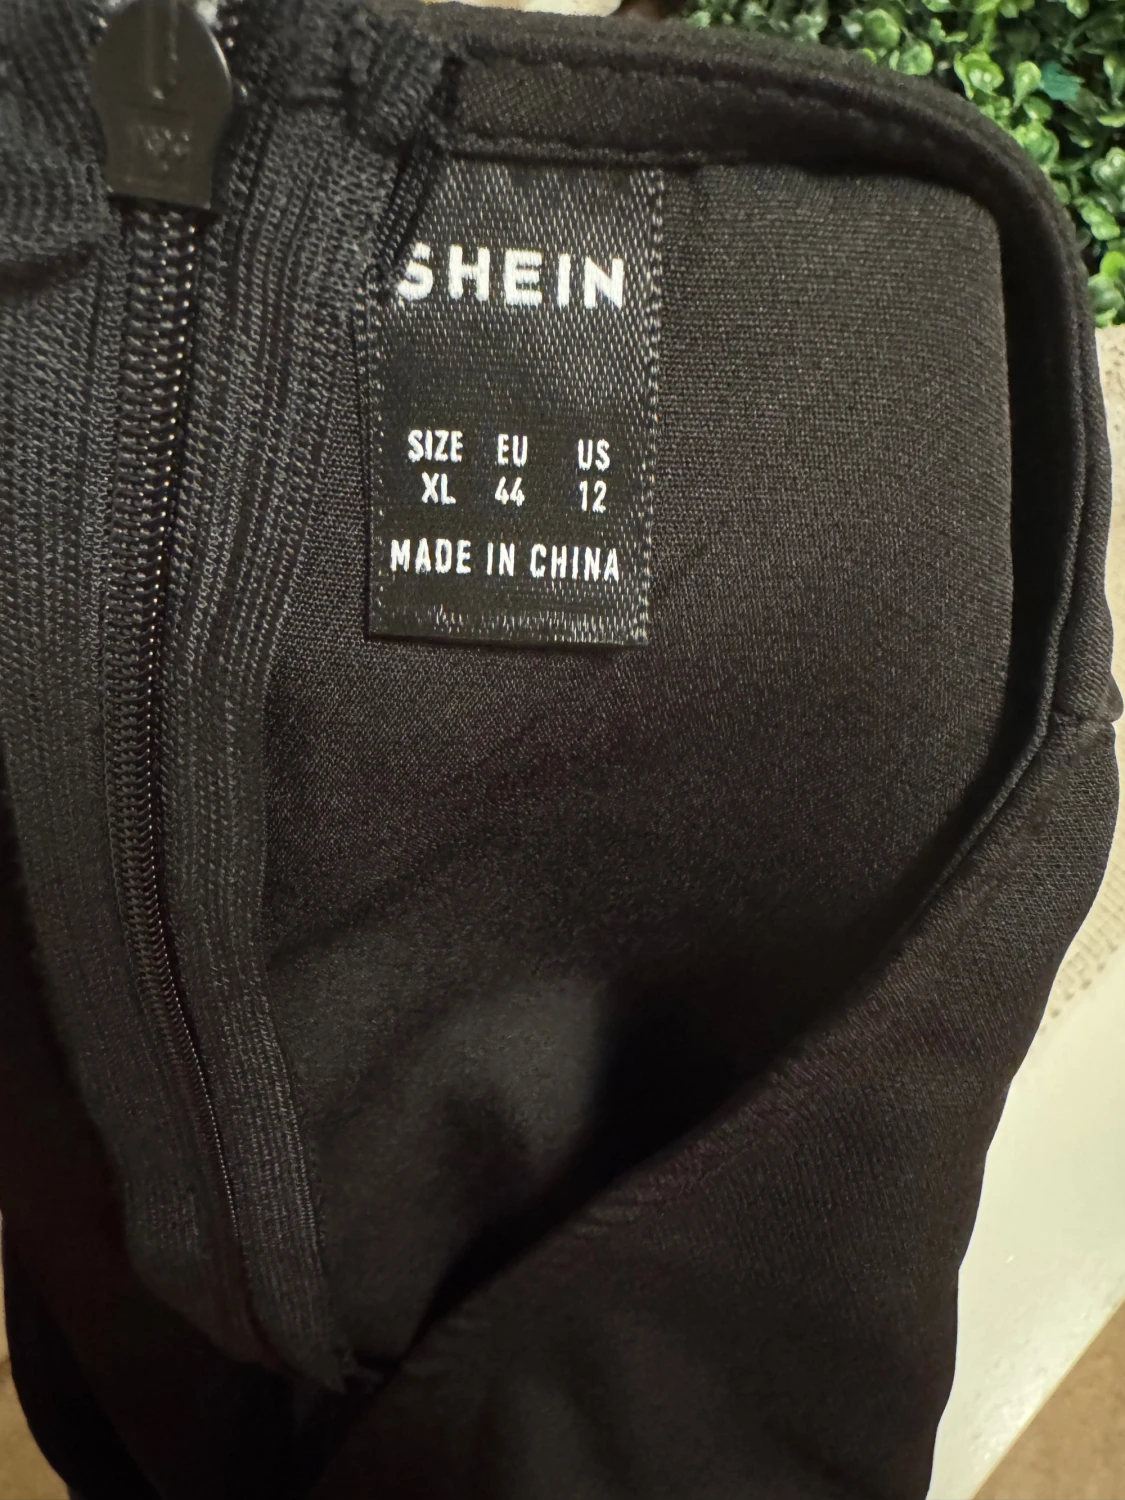 SHEIN
SIZE EU US
XL 44 12
MADE IN CHINA